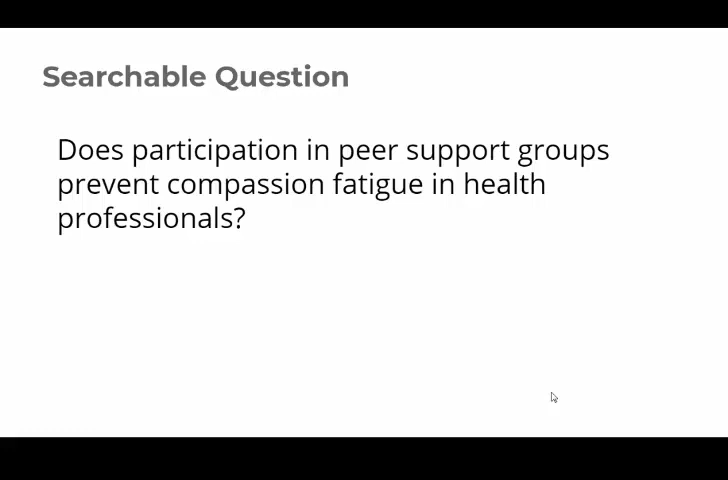 Searchable Question
Does participation in peer support groups
prevent compassion fatigue in health
professionals?